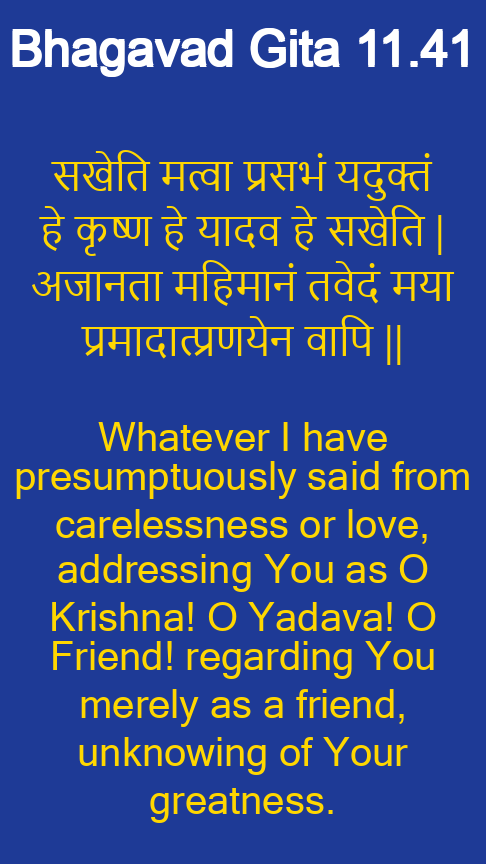 Bhagavad Gita 11.41
सखेति मत्वा प्रसभं यदुक्तं
हे कृष्ण हे यादव हे सखेति |
अजानता महिमानं तवेदं मया
प्रमादात्प्रणयेन वापि ||
Whatever I have
presumptuously said from
carelessness or love,
addressing You as O
Krishna! O Yadava! O
Friend! regarding You
merely as a friend,
unknowing of Your
greatness.